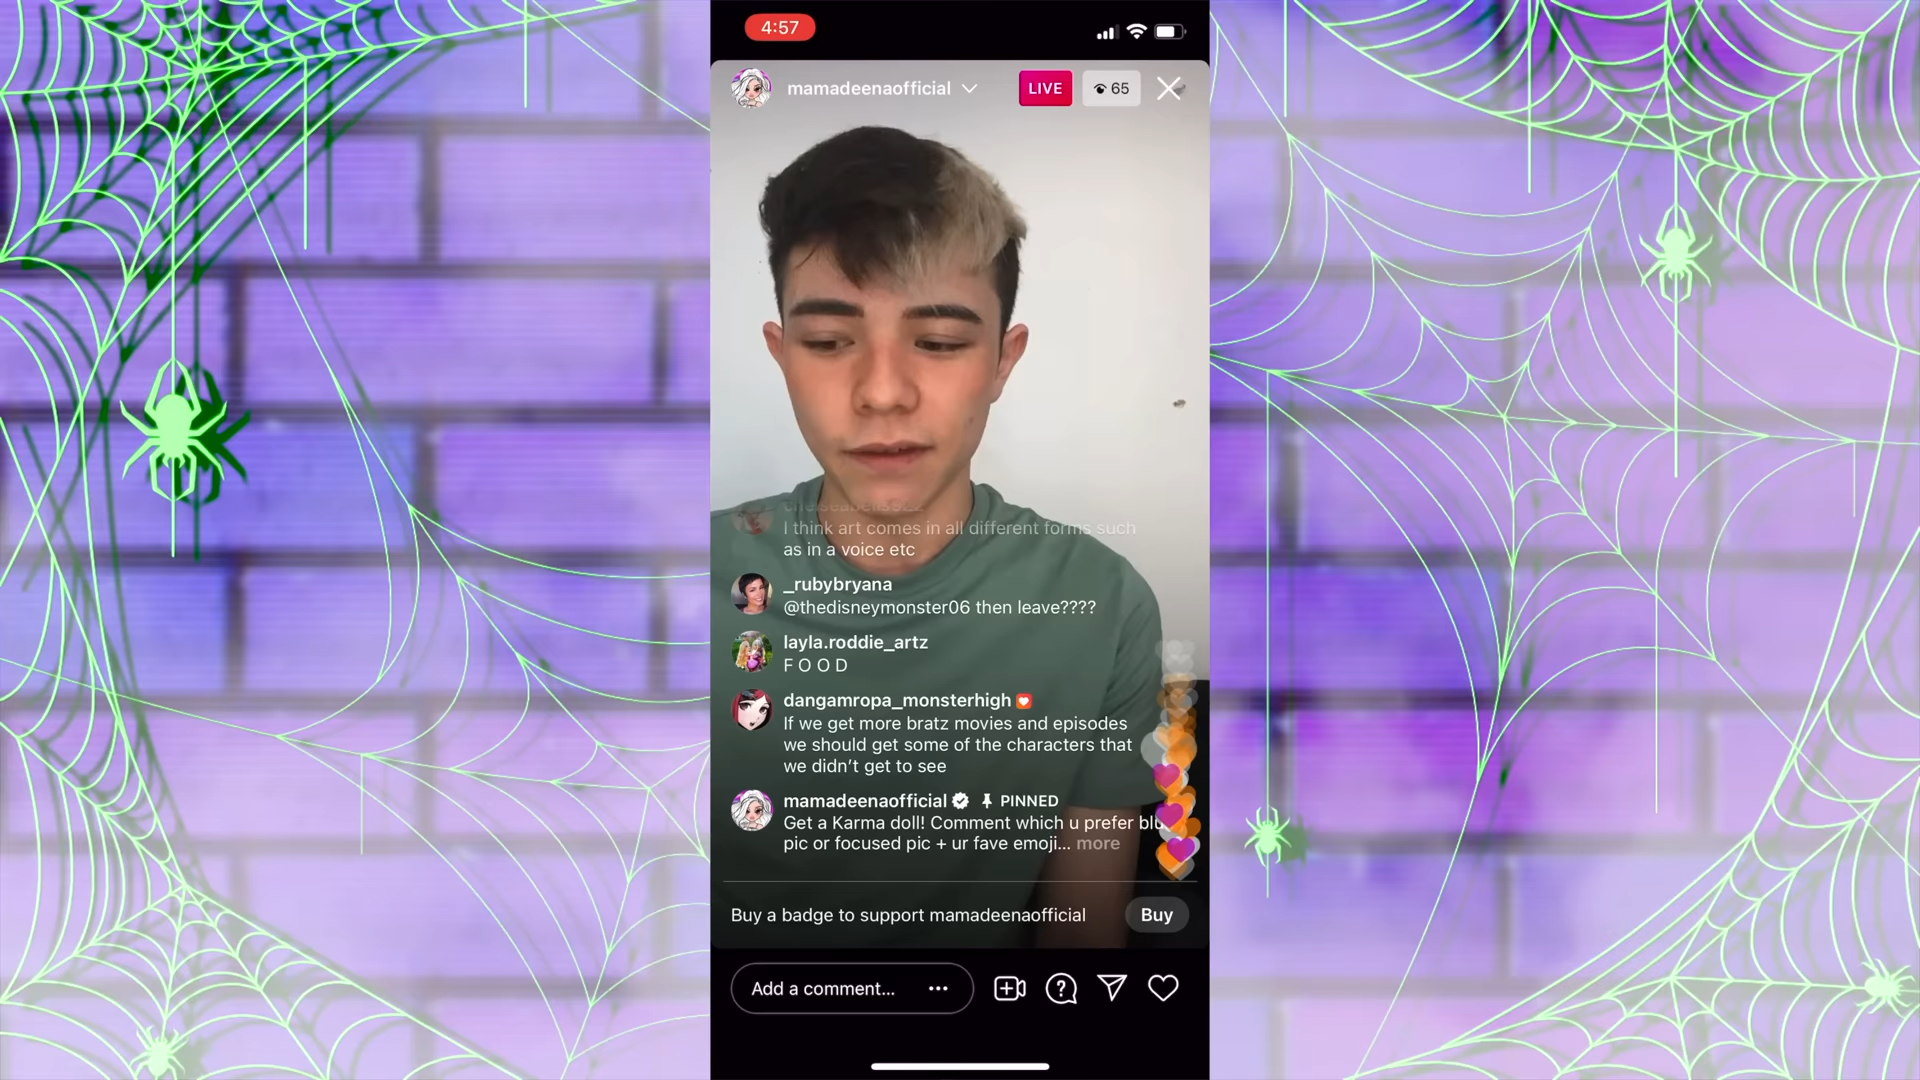 4:57
mamadeenaofficial
LIVE
65
I think art comes in all different forms such
as in a voice etc
_rubybryana
@thedisneymonster06 then leave????
layla.roddie_artz
F O O D
dangamropa_monsterhigh
If we get more bratz movies and episodes
we should get some of the characters that
we didn't get to see
mamadeenaofficial PINNED
Get a Karma doll! Comment which u prefer
pic or focused pic + ur fave emoji... more
Buy a badge to support mamadeenaofficial
Buy
Add a comment...